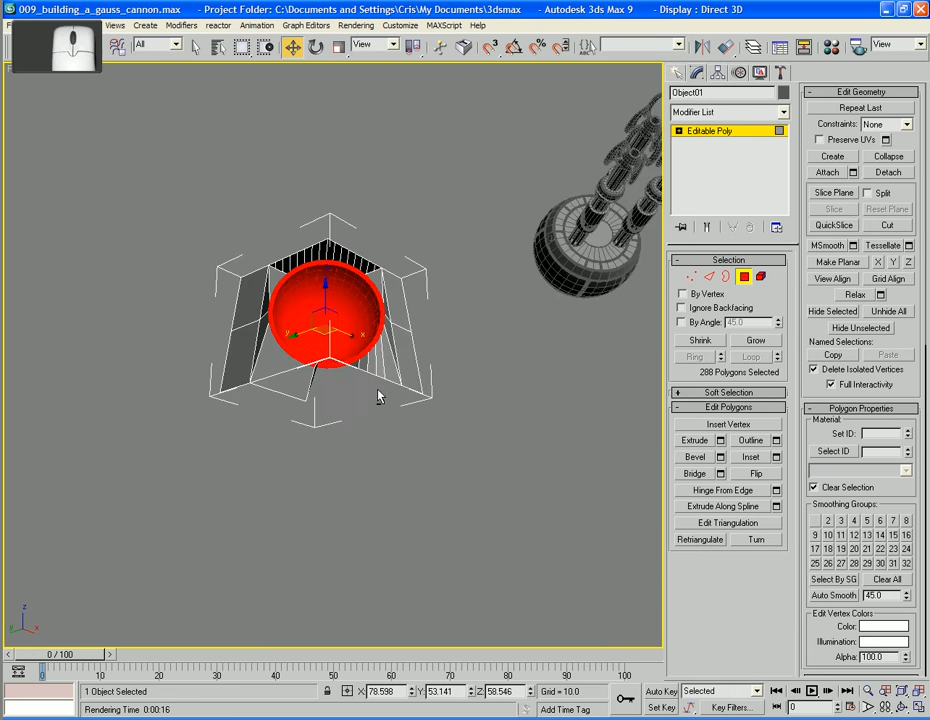 009_building_a_gauss_cannon.max - Project Folder: C:\Documents and Settings\Cris\My Documents\3dsmax - Autodesk 3ds Max 9 - Display : Direct 3D
Views Create Modifiers reactor Animation Graph Editors Rendering Customize MAXScript Help
All View View
Object01
Modifier List
Editable Poly
Selection
By Vertex
Ignore Backfacing
By Angle: 45.0
Shrink Grow
Ring Loop
288 Polygons Selected
Soft Selection
Edit Polygons
Insert Vertex
Extrude Outline
Bevel Inset
Bridge Flip
Hinge From Edge
Extrude Along Spline
Edit Triangulation
Retriangulate Turn
Edit Geometry
Repeat Last
Constraints: None
Preserve UVs
Create Collapse
Attach Detach
Slice Plane Split
Slice Reset Plane
QuickSlice Cut
MSmooth Tessellate
Make Planar X Y Z
View Align Grid Align
Relax
Hide Selected Unhide All
Hide Unselected
Named Selections:
Copy Paste
Delete Isolated Vertices
Full Interactivity
Polygon Properties
Material:
Set ID:
Select ID
Clear Selection
Smoothing Groups:
2 3 4 5 6 7 8
9 10 11 12 13 14 15 16
17 18 19 20 21 22 23 24
25 26 27 28 29 30 31 32
Select By SG Clear All
Auto Smooth 45.0
Edit Vertex Colors
Color:
Illumination:
Alpha: 100.0
y x
z
y x
0 / 100
0 10 20 30 40 50 60 70 80 90 100
1 Object Selected X: 78.598 Y: 53.141 Z: 58.546 Grid = 10.0 Auto Key Selected
Rendering Time 0:00:16 Add Time Tag Set Key Key Filters... 0